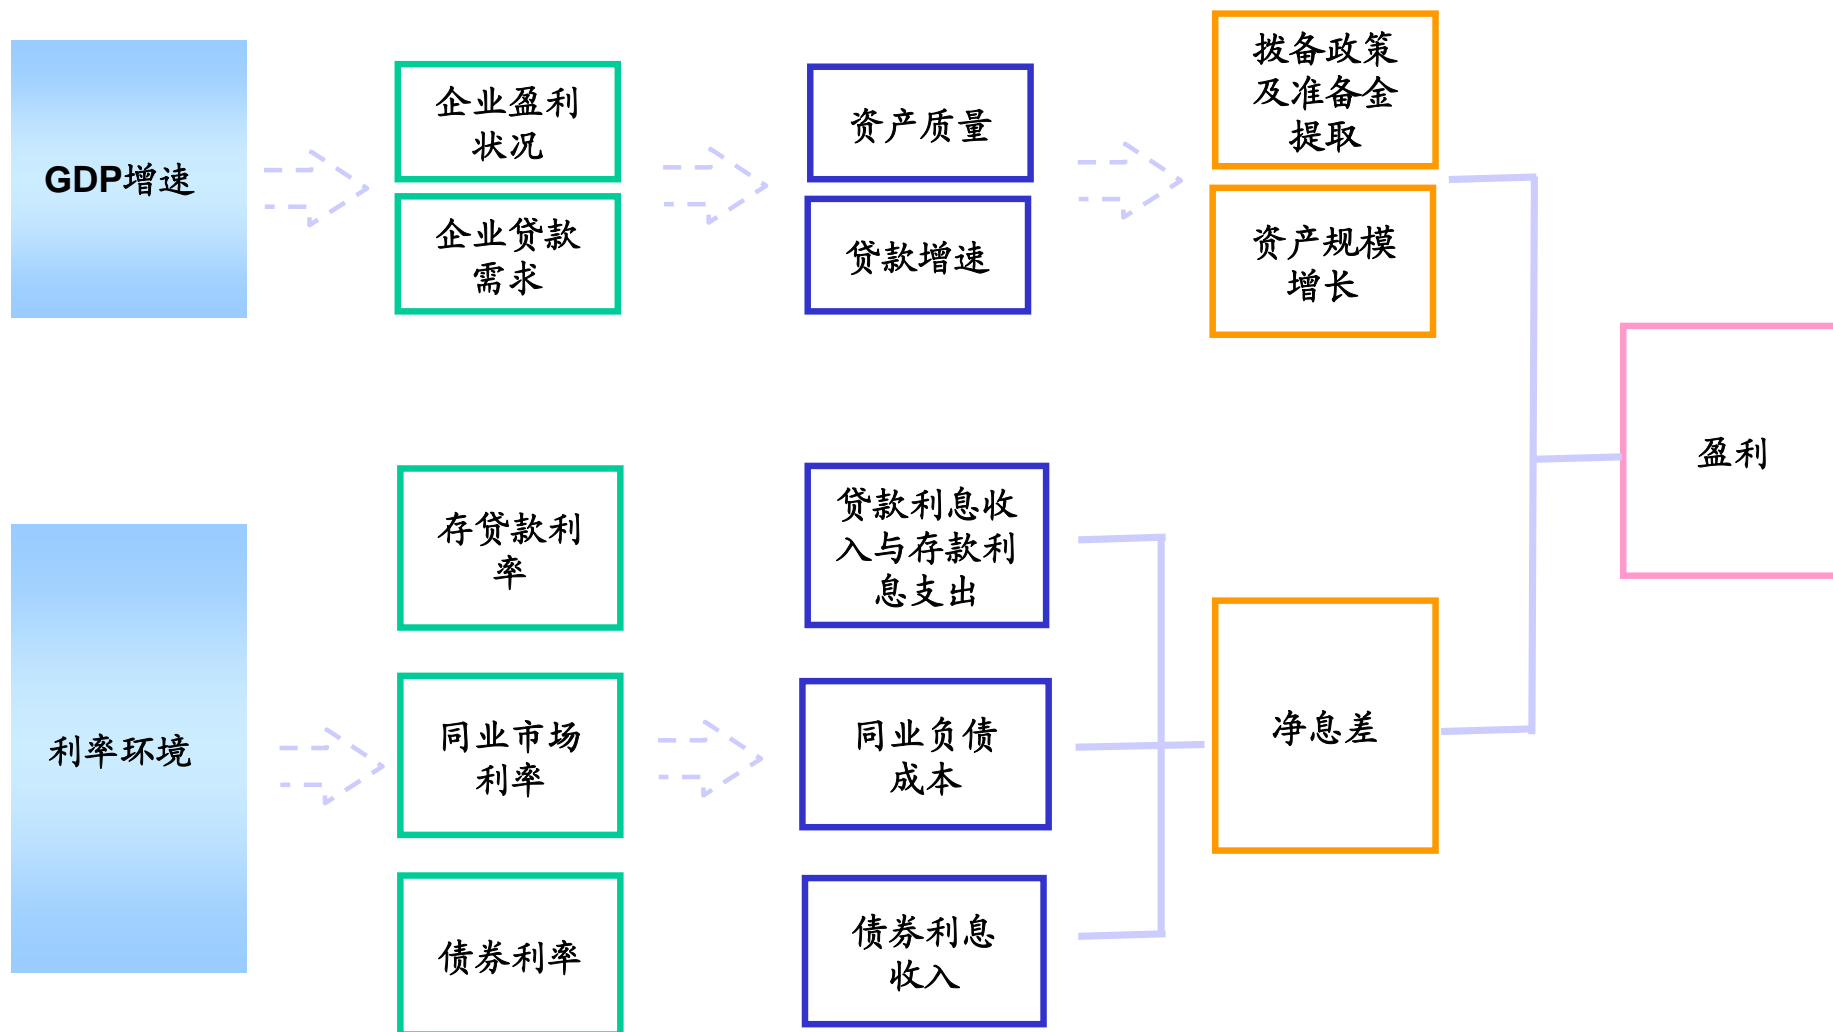 GDP增速
企业盈利
状况
企业贷款
需求
资产质量
贷款增速
拨备政策
及准备金
提取
资产规模
增长
利率环境
存贷款利
率
同业市场
利率
债券利率
贷款利息收
入与存款利
息支出
同业负债
成本
债券利息
收入
净息差
盈利